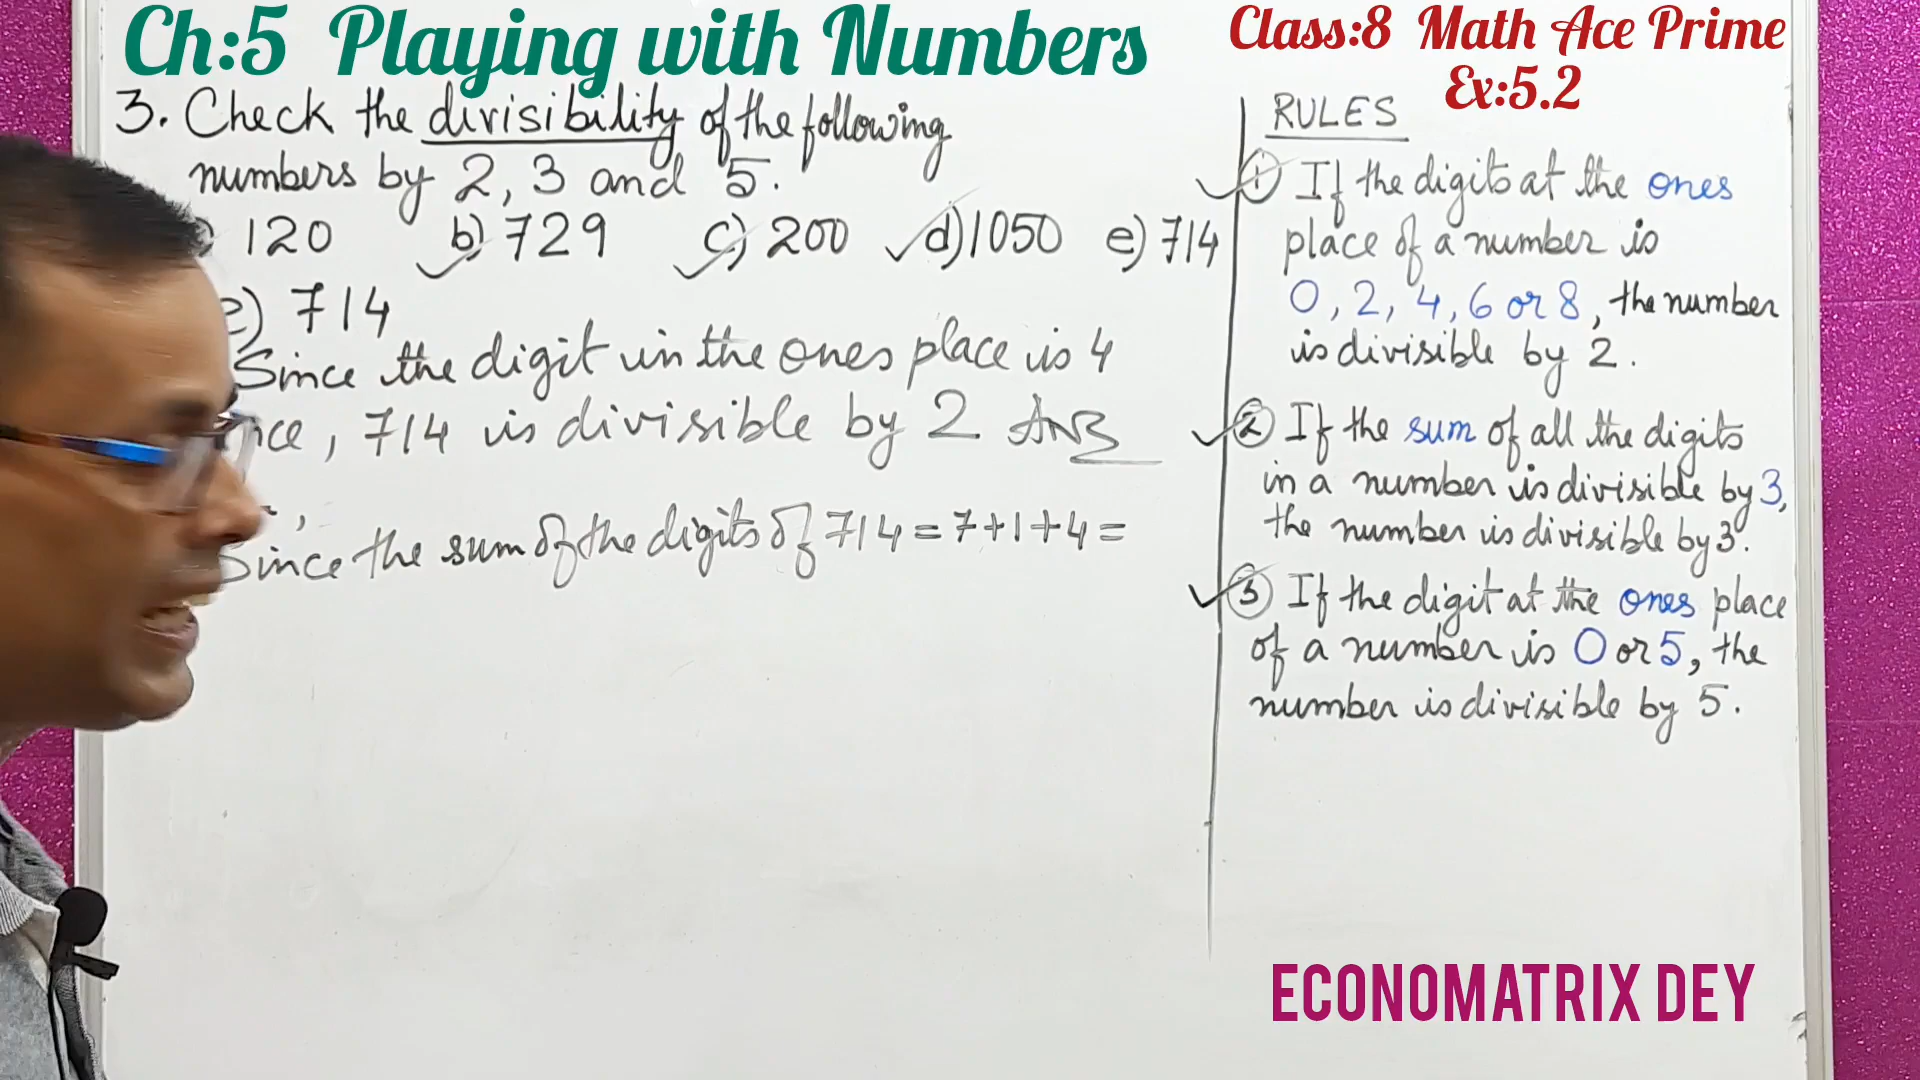 Ch:5 Playing with Numbers
Class:8 Math Ace Prime
Ex:5.2
3. Check the divisibility of the following
numbers by 2, 3 and 5.
120 b) 729 c) 200 d) 1050 e) 714
e) 714
Since the digit in the ones place is 4
, 714 is divisible by 2 Ans
Since the sum of the digits of 714 = 7+1+4 =
RULES
① If the digits at the ones
place of a number is
0, 2, 4, 6 or 8, the number
is divisible by 2.
② If the sum of all the digits
in a number is divisible by 3,
the number is divisible by 3.
③ If the digit at the ones place
of a number is 0 or 5, the
number is divisible by 5.
ECONOMATRIX DEY